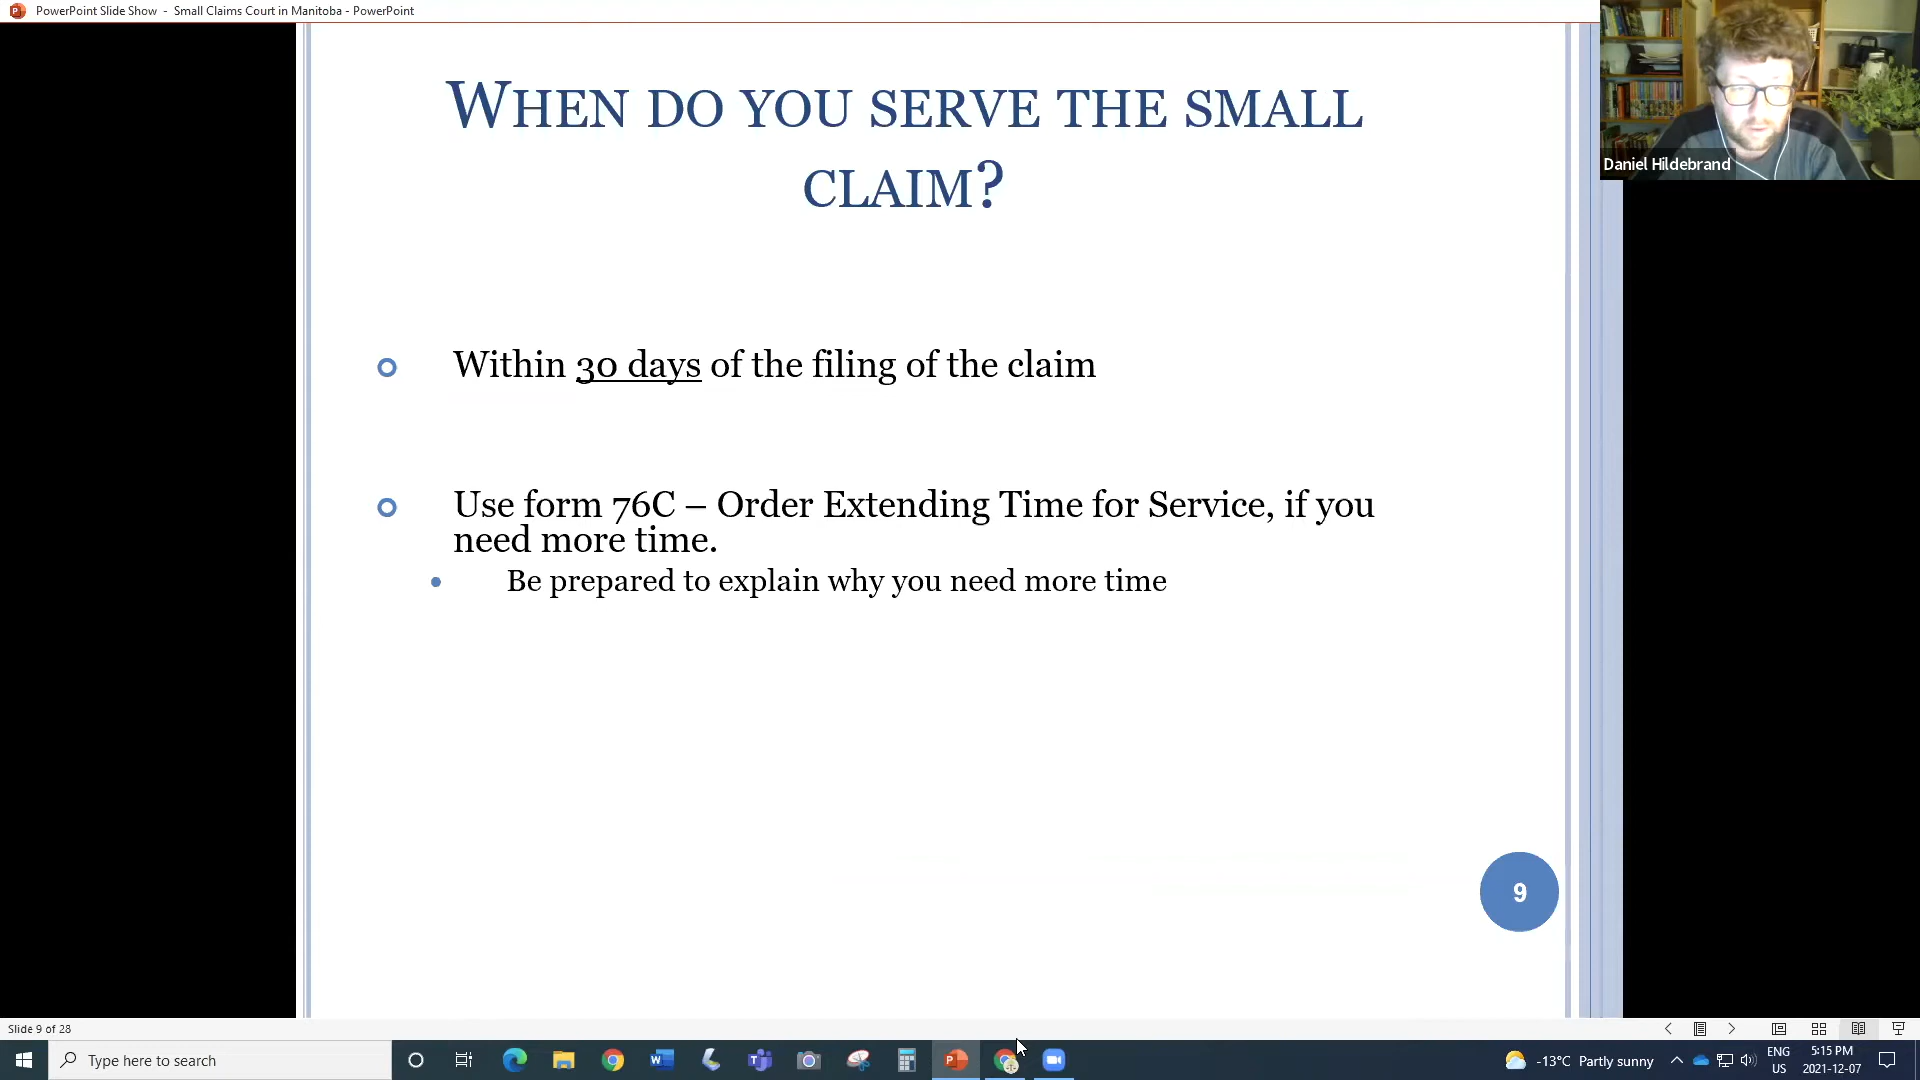 PowerPoint Slide Show - Small Claims Court in Manitoba - PowerPoint
WHEN DO YOU SERVE THE SMALL
CLAIM?
Daniel Hildebrand
Within 30 days of the filing of the claim
Use form 76C – Order Extending Time for Service, if you
need more time.
Be prepared to explain why you need more time
9
Slide 9 of 28
Type here to search
-13°C Partly sunny
ENG
US
5:15 PM
2021-12-07